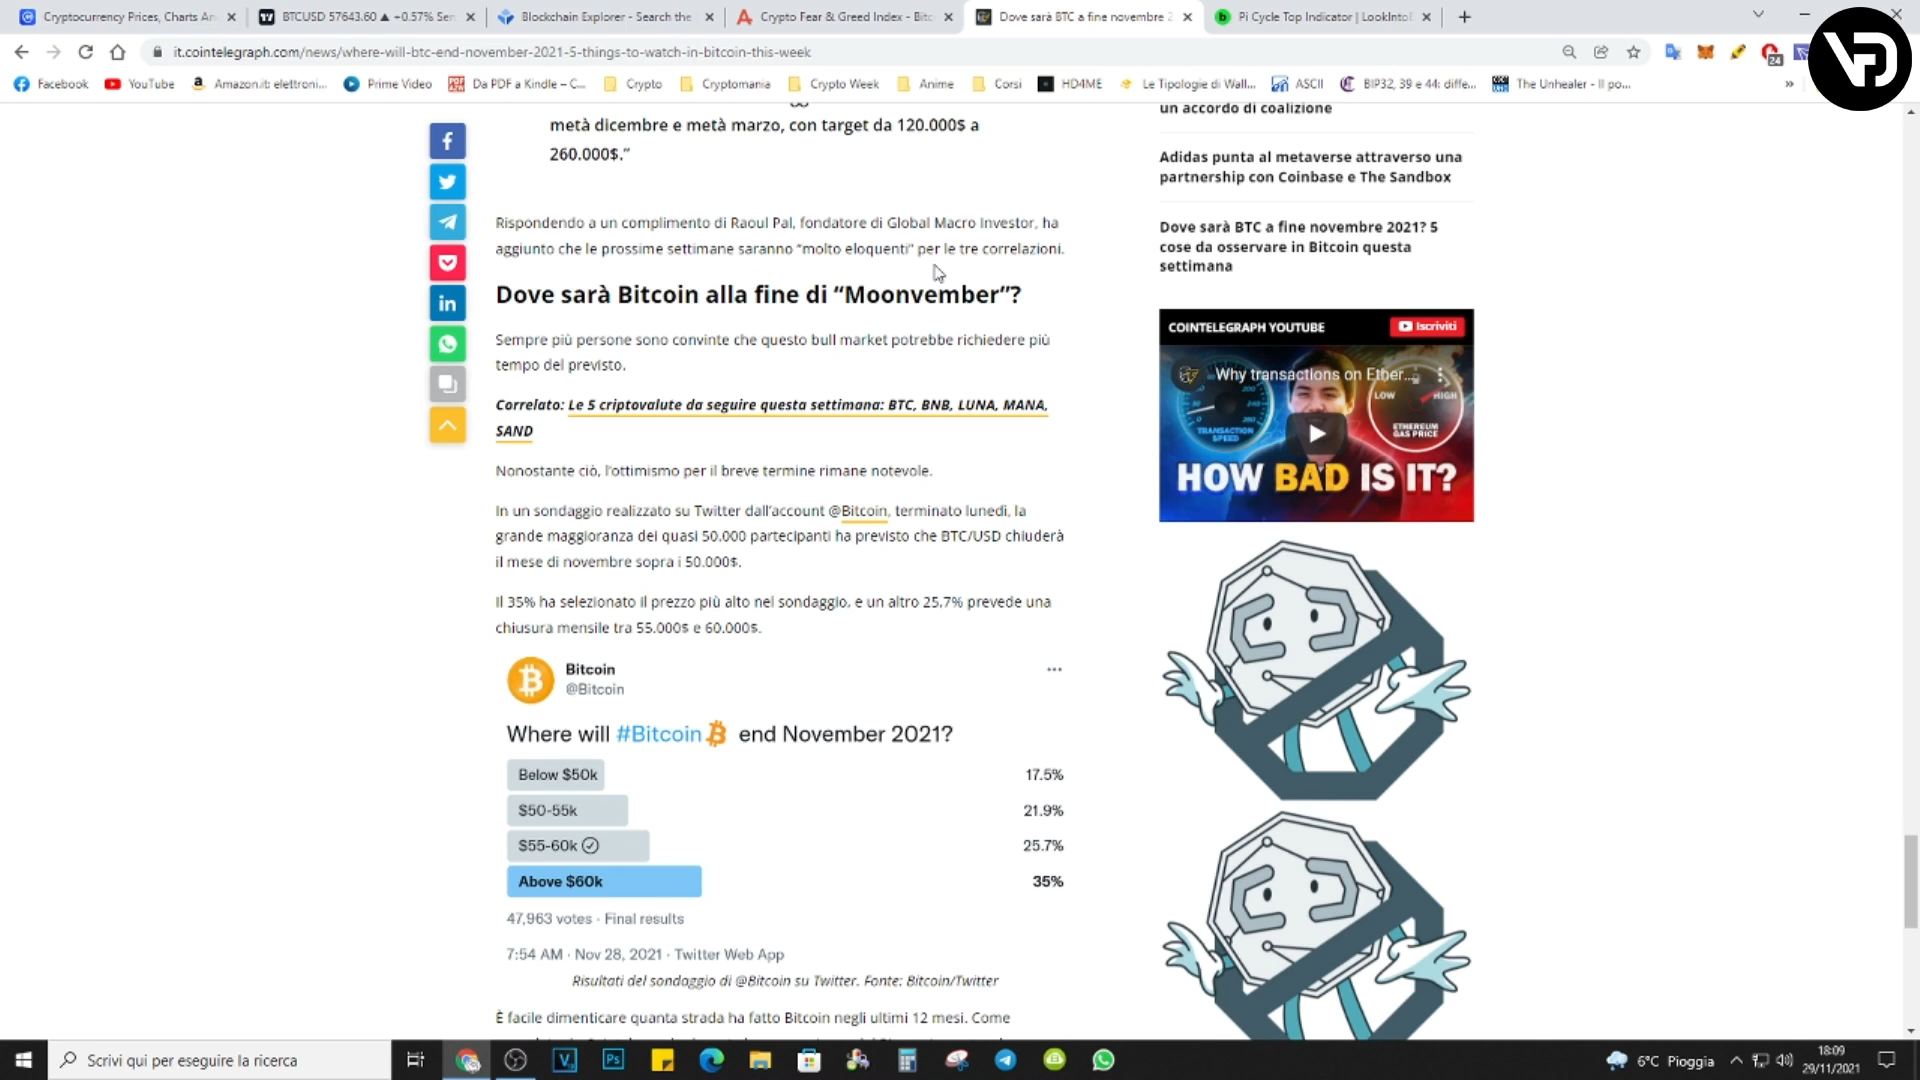 Cryptocurrency Prices, Charts An
BTCUSD 57643.60 ▲ +0.57% Sen
Blockchain Explorer - Search the
Crypto Fear & Greed Index - Bitc
Dove sarà BTC a fine novembre 2
Pi Cycle Top Indicator | LookIntoB
it.cointelegraph.com/news/where-will-btc-end-november-2021-5-things-to-watch-in-bitcoin-this-week
24
Facebook
YouTube
Amazon.it: elettroni...
Prime Video
Da PDF a Kindle – C...
Crypto
Cryptomania
Crypto Week
Anime
Corsi
HD4ME
Le Tipologie di Wall...
ASCII
BIP32, 39 e 44: diffe...
The Unhealer - Il po...
»
metà dicembre e metà marzo, con target da 120.000$ a
260.000$.”
Rispondendo a un complimento di Raoul Pal, fondatore di Global Macro Investor, ha
aggiunto che le prossime settimane saranno “molto eloquenti” per le tre correlazioni.
Dove sarà Bitcoin alla fine di “Moonvember”?
Sempre più persone sono convinte che questo bull market potrebbe richiedere più
tempo del previsto.
Correlato: Le 5 criptovalute da seguire questa settimana: BTC, BNB, LUNA, MANA,
SAND
Nonostante ciò, l’ottimismo per il breve termine rimane notevole.
In un sondaggio realizzato su Twitter dall’account @Bitcoin, terminato lunedì, la
grande maggioranza dei quasi 50.000 partecipanti ha previsto che BTC/USD chiuderà
il mese di novembre sopra i 50.000$.
Il 35% ha selezionato il prezzo più alto nel sondaggio, e un altro 25,7% prevede una
chiusura mensile tra 55.000$ e 60.000$.
Bitcoin
@Bitcoin
Where will #Bitcoin end November 2021?
Below $50k 17.5%
$50-55k 21.9%
$55-60k 25.7%
Above $60k 35%
47,963 votes · Final results
7:54 AM · Nov 28, 2021 · Twitter Web App
Risultati del sondaggio di @Bitcoin su Twitter. Fonte: Bitcoin/Twitter
È facile dimenticare quanta strada ha fatto Bitcoin negli ultimi 12 mesi. Come
un accordo di coalizione
Adidas punta al metaverse attraverso una
partnership con Coinbase e The Sandbox
Dove sarà BTC a fine novembre 2021? 5
cose da osservare in Bitcoin questa
settimana
COINTELEGRAPH YOUTUBE
Iscriviti
Why transactions on Ether...
TRANSACTION
SPEED
LOW
HIGH
ETHEREUM
GAS PRICE
HOW BAD IS IT?
Scrivi qui per eseguire la ricerca
6°C Pioggia
18:09
29/11/2021